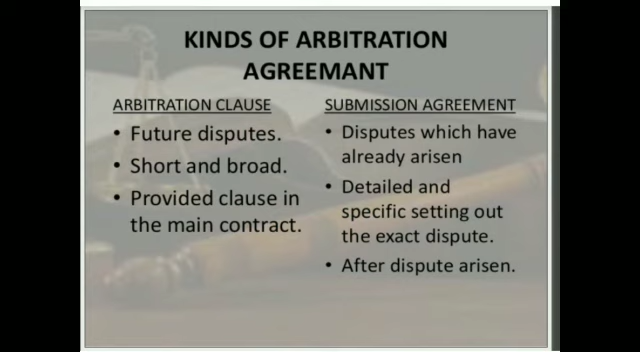 KINDS OF ARBITRATION
AGREEMANT
ARBITRATION CLAUSE
• Future disputes.
• Short and broad.
• Provided clause in
the main contract.
SUBMISSION AGREEMENT
• Disputes which have
already arisen
• Detailed and
specific setting out
the exact dispute.
• After dispute arisen.